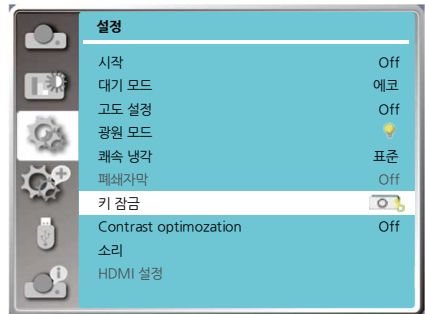 설정
시작 Off
대기 모드 에코
고도 설정 Off
광원 모드
쾌속 냉각 표준
폐쇄자막 Off
키 잠금
Contrast optimozation Off
소리
HDMI 설정